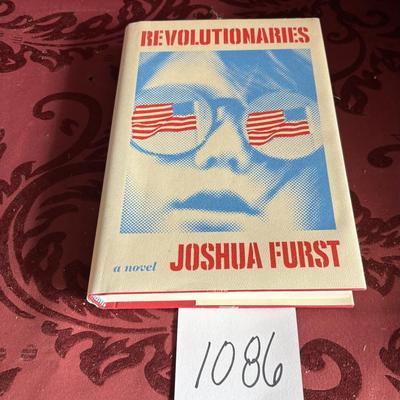 REVOLUTIONARIES
a novel JOSHUA FURST
1086